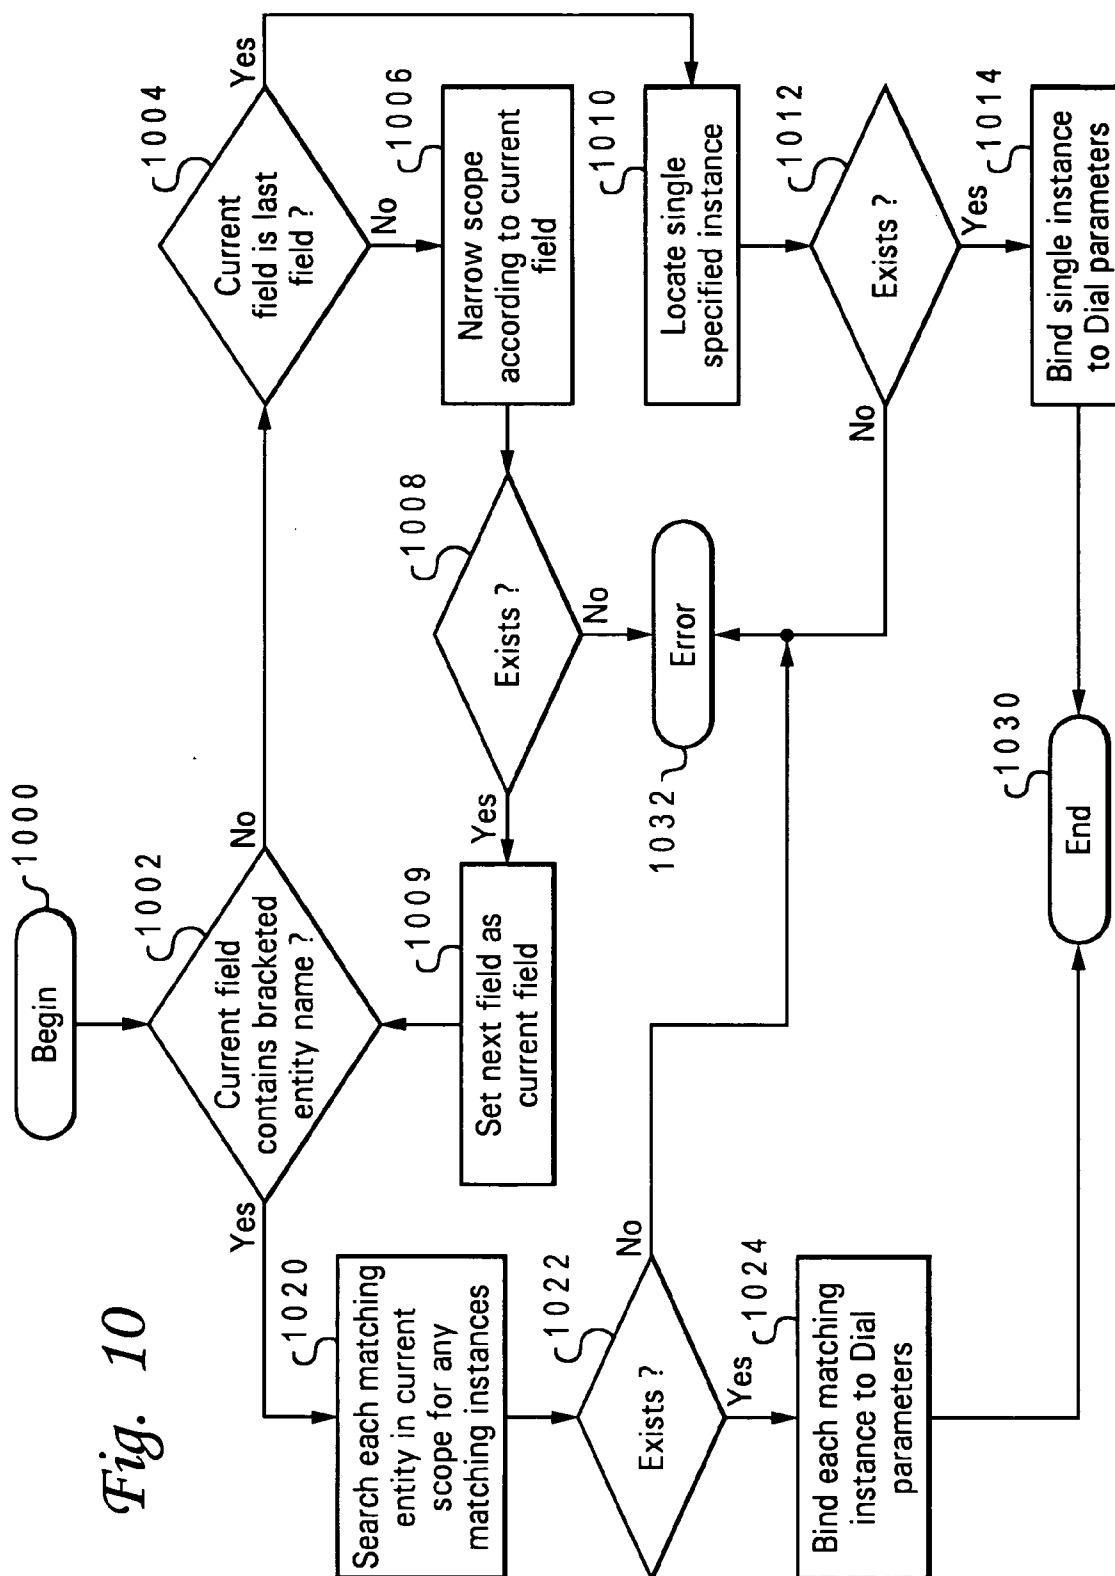 Fig. 10
Begin
1000
Current field
contains bracketed
entity name ?
1002
Yes
No
Current
field is last
field ?
1004
Yes
No
Narrow scope
according to current
field
1006
Exists ?
1008
Yes
No
Set next field as
current field
1009
Locate single
specified instance
1010
Exists ?
1012
No
Yes
Bind single instance
to Dial parameters
1014
Error
1032
Search each matching
entity in current
scope for any
matching instances
1020
Exists ?
1022
No
Yes
Bind each matching
instance to Dial
parameters
1024
End
1030